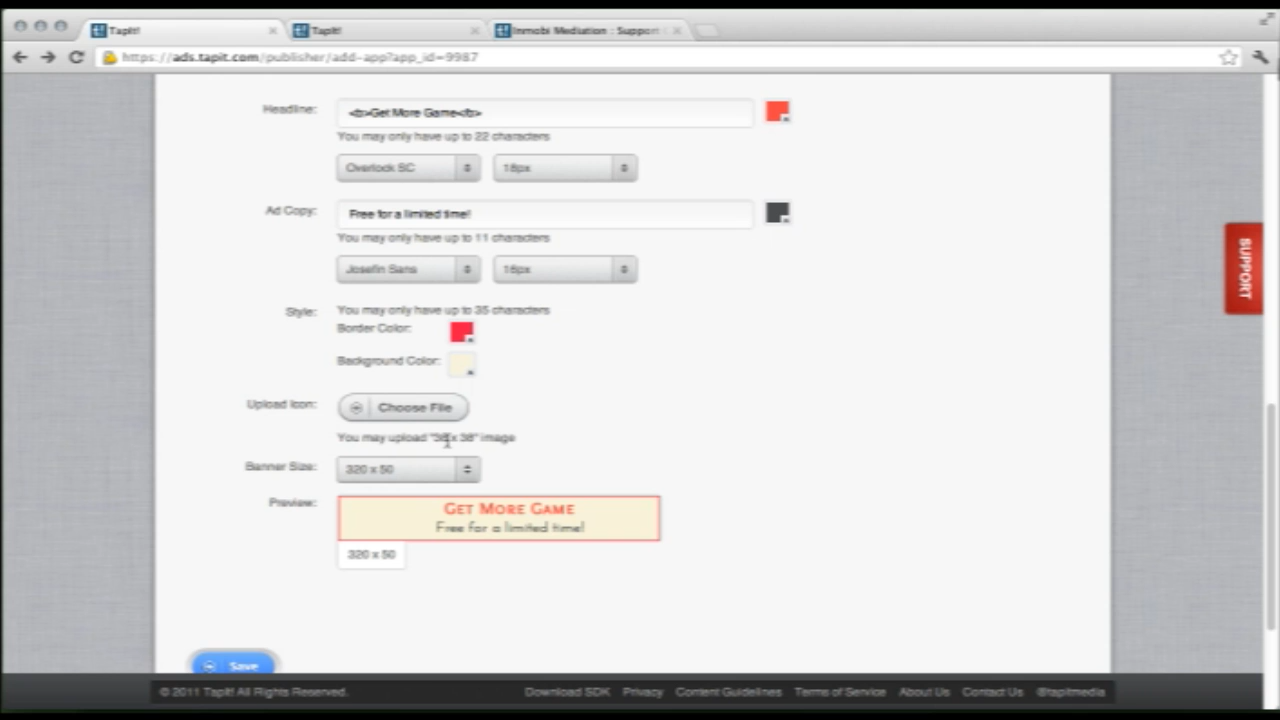 TapIt!
TapIt!
Inmobi Mediation : Support
https://ads.tapit.com/publisher/add-app?app_id=9987
Headline:
<b>Get More Game</b>
You may only have up to 22 characters
Overlock SC
18px
Ad Copy:
Free for a limited time!
You may only have up to 11 characters
Josefin Sans
16px
Style:
You may only have up to 35 characters
Border Color:
Background Color:
Upload Icon:
Choose File
You may upload "38 x 38" image
Banner Size:
320 x 50
Preview:
GET MORE GAME
Free for a limited time!
320 x 50
SUPPORT
Save
© 2011 TapIt! All Rights Reserved.
Download SDK Privacy Content Guidelines Terms of Service About Us Contact Us @tapitmedia